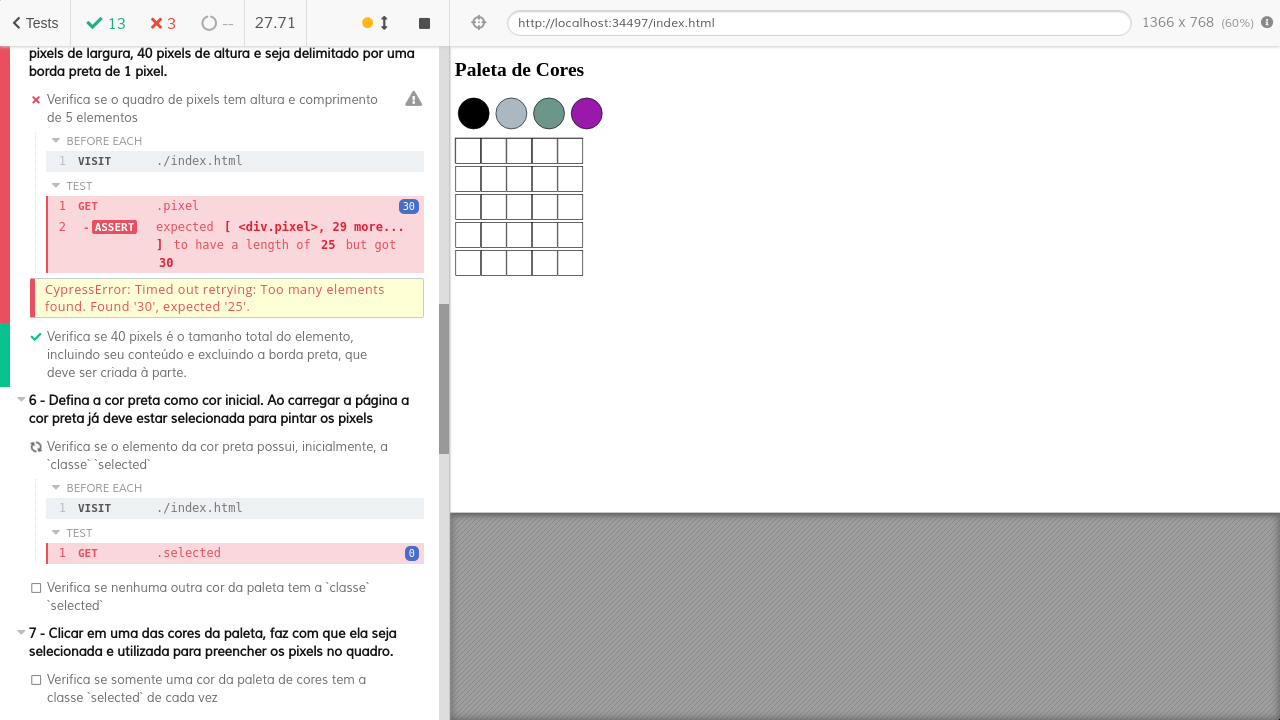 Tests 13 3 -- 27.71
http://localhost:34497/index.html 1366 x 768 (60%)
pixels de largura, 40 pixels de altura e seja delimitado por uma
borda preta de 1 pixel.
Verifica se o quadro de pixels tem altura e comprimento
de 5 elementos
BEFORE EACH
1 VISIT ./index.html
TEST
1 GET .pixel 30
2 -ASSERT expected [ <div.pixel>, 29 more...
] to have a length of 25 but got
30
CypressError: Timed out retrying: Too many elements
found. Found '30', expected '25'.
Verifica se 40 pixels é o tamanho total do elemento,
incluindo seu conteúdo e excluindo a borda preta, que
deve ser criada à parte.
6 - Defina a cor preta como cor inicial. Ao carregar a página a
cor preta já deve estar selecionada para pintar os pixels
Verifica se o elemento da cor preta possui, inicialmente, a
`classe` `selected`
BEFORE EACH
1 VISIT ./index.html
TEST
1 GET .selected 0
Verifica se nenhuma outra cor da paleta tem a `classe`
`selected`
7 - Clicar em uma das cores da paleta, faz com que ela seja
selecionada e utilizada para preencher os pixels no quadro.
Verifica se somente uma cor da paleta de cores tem a
classe `selected` de cada vez
Paleta de Cores